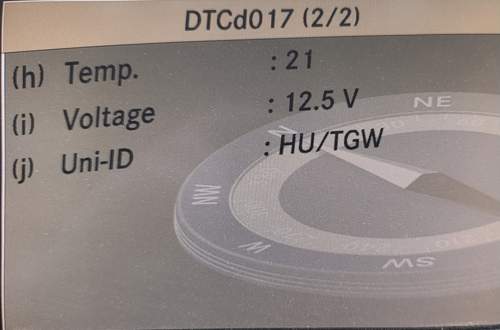 DTCd017 (2/2)
(h) Temp. : 21
(i) Voltage : 12.5 V
(j) Uni-ID : HU/TGW
NE
N
NW
W
SW